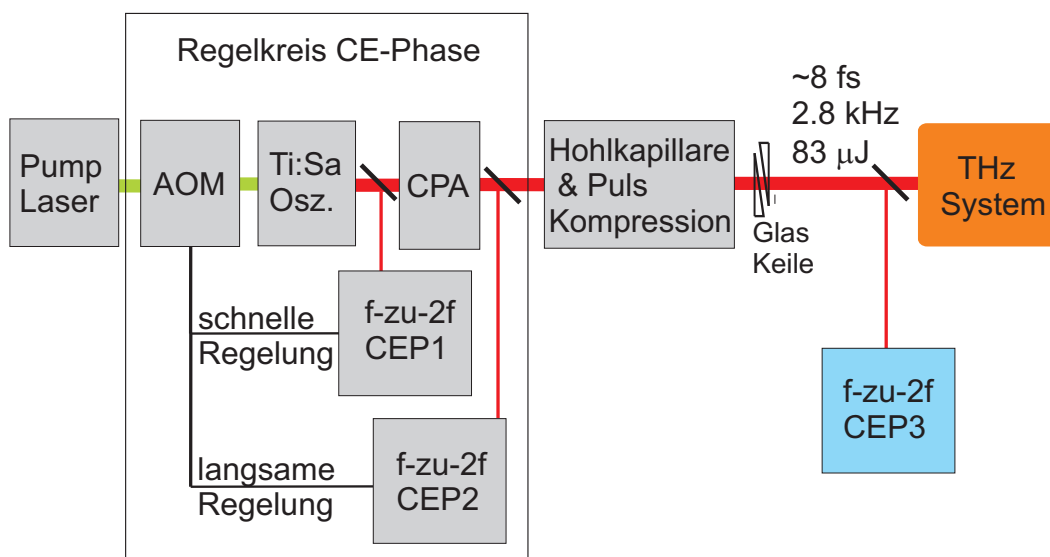 Regelkreis CE-Phase
Pump
Laser
AOM
Ti:Sa
Osz.
CPA
Hohlkapillare
& Puls
Kompression
~8 fs
2.8 kHz
83 μJ
Glas
Keile
THz
System
schnelle
Regelung
f-zu-2f
CEP1
langsame
Regelung
f-zu-2f
CEP2
f-zu-2f
CEP3